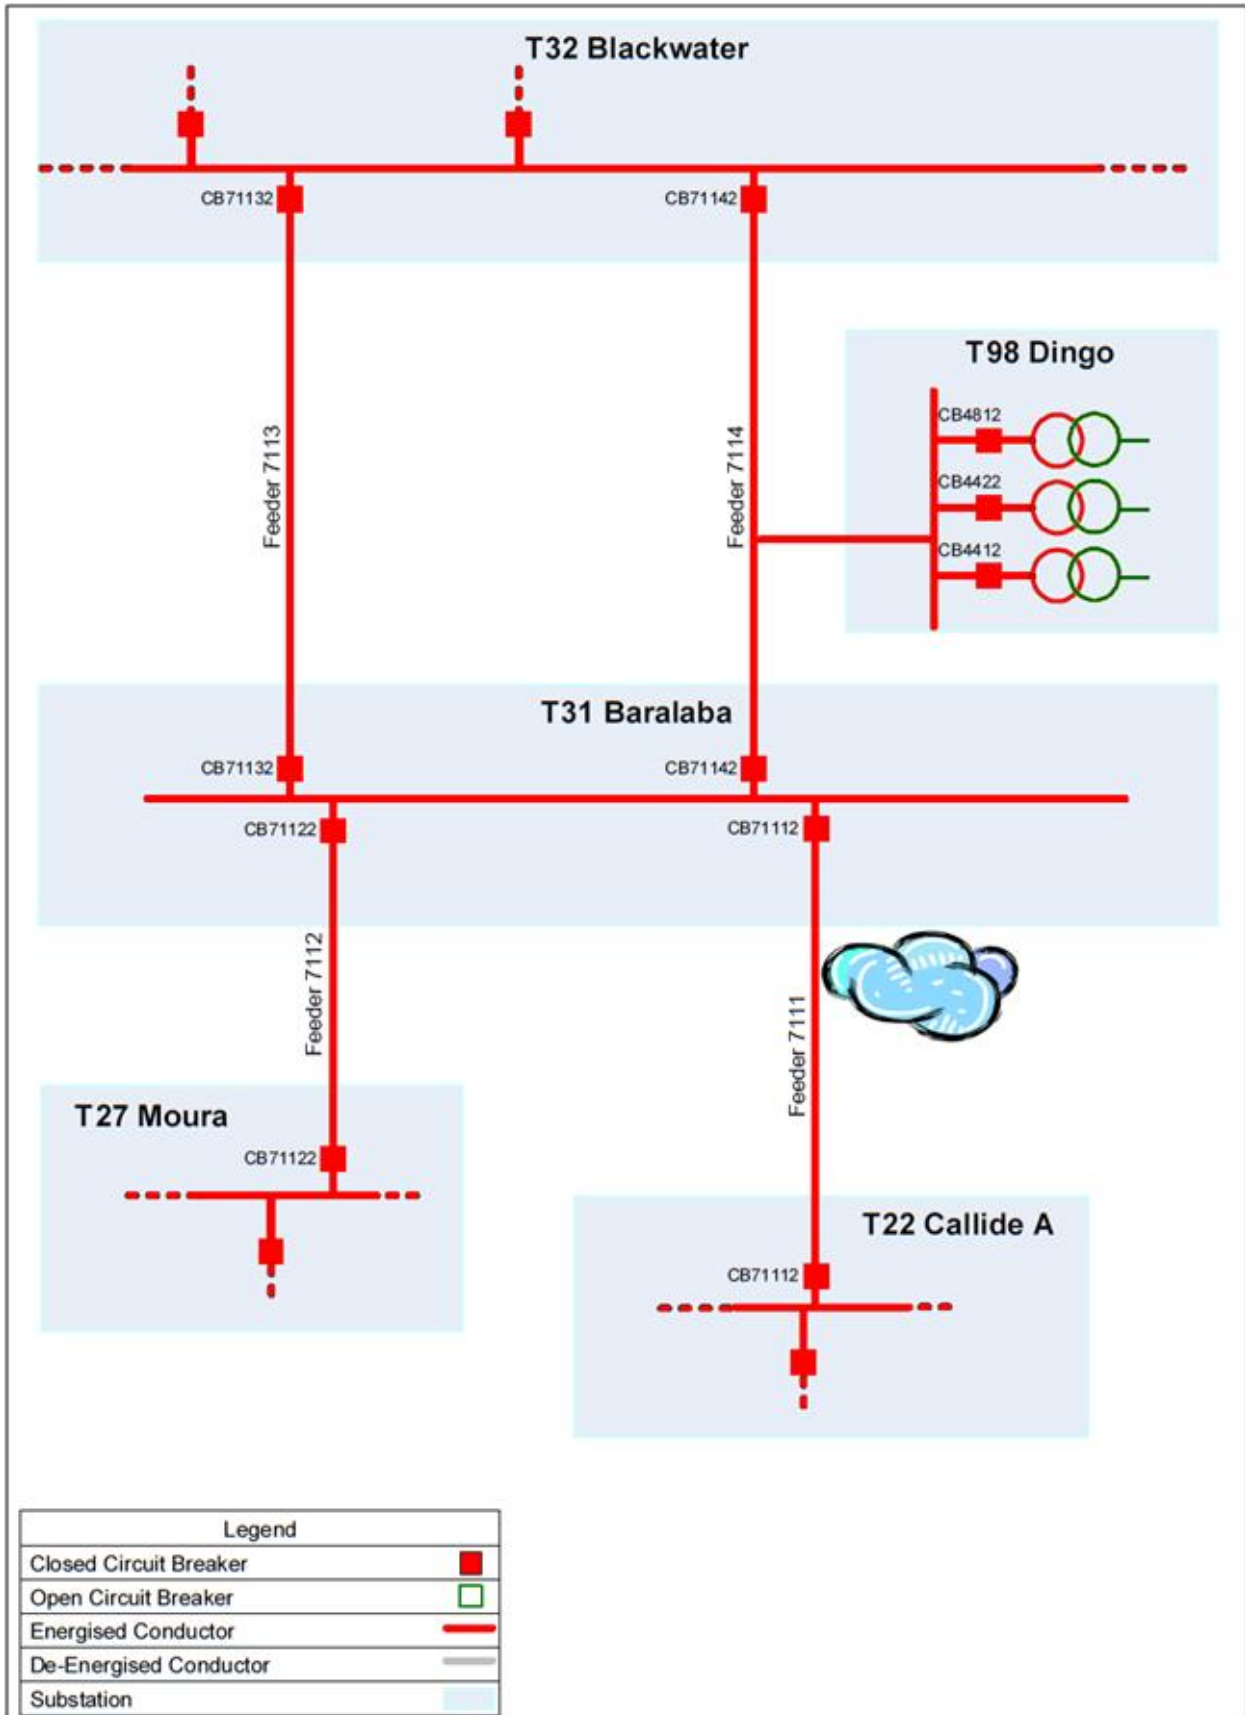 T32 Blackwater
CB71132
CB71142
T98 Dingo
CB4812
CB4422
CB4412
Feeder 7113
Feeder 7114
T31 Baralaba
CB71132
CB71142
CB71122
CB71112
Feeder 7112
Feeder 7111
T27 Moura
CB71122
T22 Callide A
CB71112
Legend
Closed Circuit Breaker
Open Circuit Breaker
Energised Conductor
De-Energised Conductor
Substation